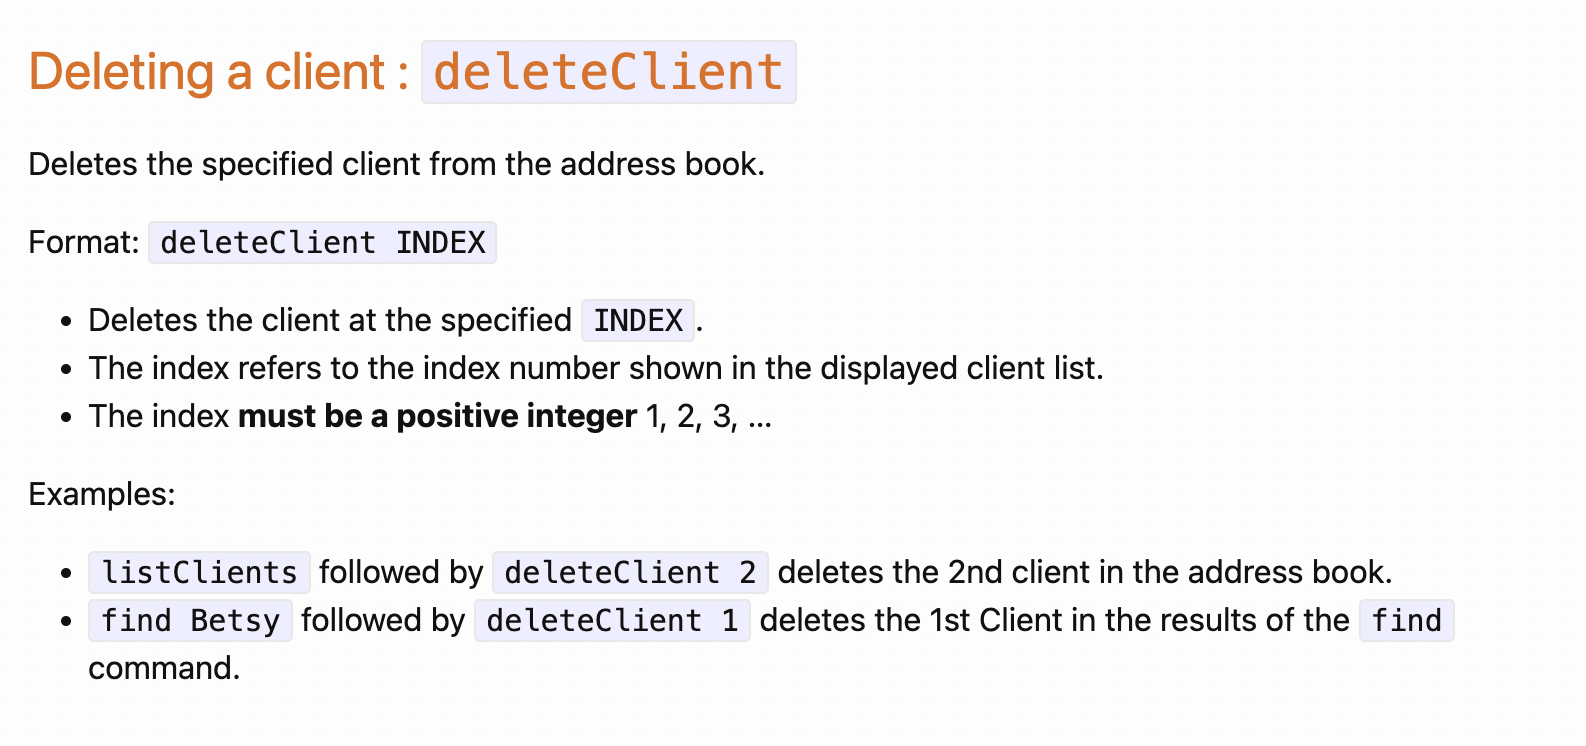 Deleting a client : deleteClient
Deletes the specified client from the address book.
Format: deleteClient INDEX
• Deletes the client at the specified INDEX.
• The index refers to the index number shown in the displayed client list.
• The index must be a positive integer 1, 2, 3, …
Examples:
• listClients followed by deleteClient 2 deletes the 2nd client in the address book.
• find Betsy followed by deleteClient 1 deletes the 1st Client in the results of the find
command.